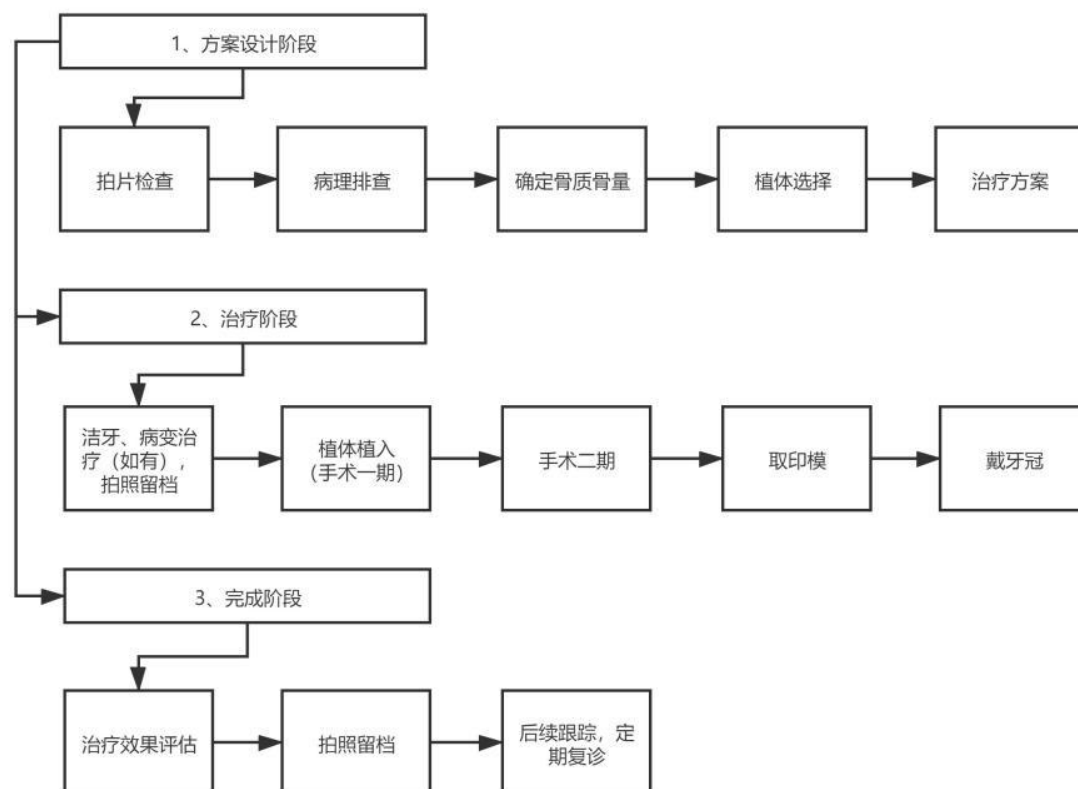 1、方案设计阶段
拍片检查
病理排查
确定骨质骨量
植体选择
治疗方案
2、治疗阶段
洁牙、病变治
疗（如有），
拍照留档
植体植入
（手术一期）
手术二期
取印模
戴牙冠
3、完成阶段
治疗效果评估
拍照留档
后续跟踪，定
期复诊